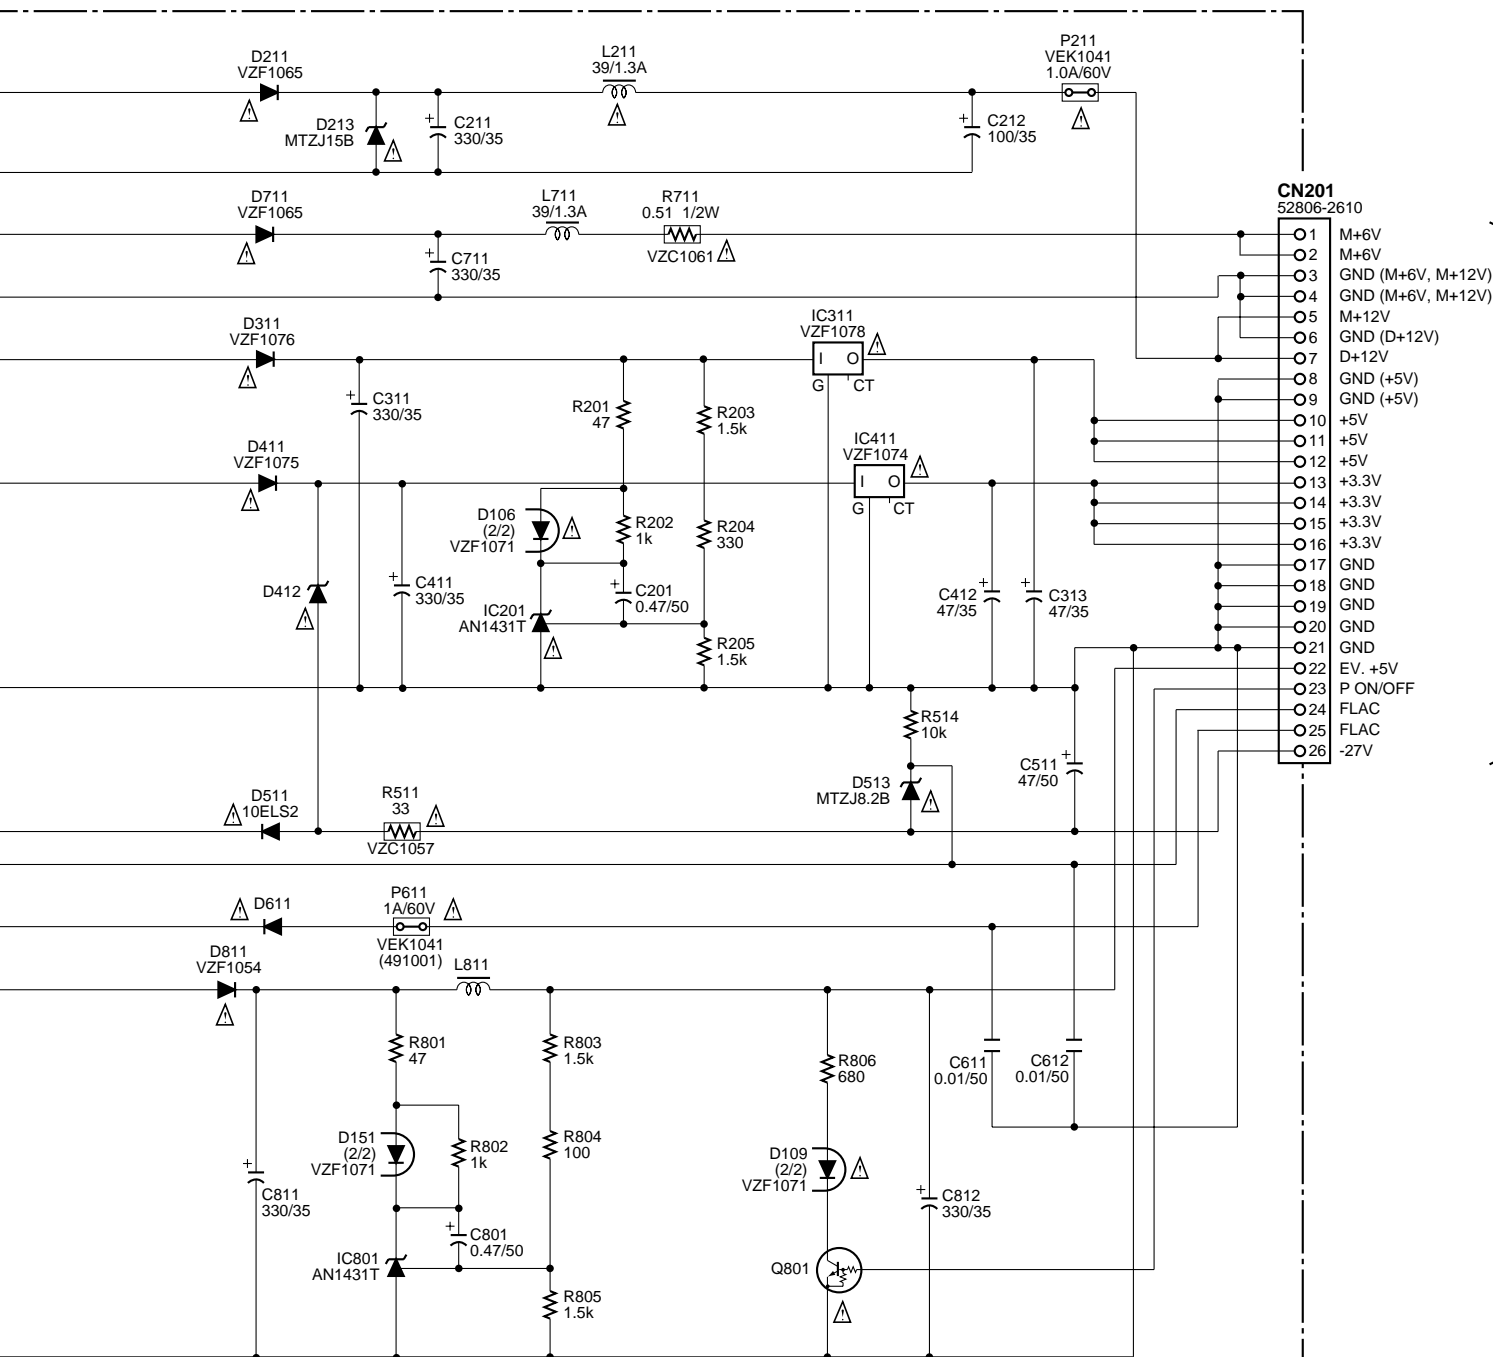 D211
VZF1065
D213
MTZJ15B
+
C211
330/35
L211
39/1.3A
+
C212
100/35
P211
VEK1041
1.0A/60V
D711
VZF1065
+
C711
330/35
L711
39/1.3A
R711
0.51 1/2W
VZC1061
CN201
52806-2610
1 M+6V
2 M+6V
3 GND (M+6V, M+12V)
4 GND (M+6V, M+12V)
5 M+12V
6 GND (D+12V)
7 D+12V
8 GND (+5V)
9 GND (+5V)
10 +5V
11 +5V
12 +5V
13 +3.3V
14 +3.3V
15 +3.3V
16 +3.3V
17 GND
18 GND
19 GND
20 GND
21 GND
22 EV. +5V
23 P ON/OFF
24 FLAC
25 FLAC
26 -27V
D311
VZF1076
+
C311
330/35
R201
47
R203
1.5k
IC311
VZF1078
I O
G CT
D411
VZF1075
IC411
VZF1074
I O
G CT
D106
(2/2)
VZF1071
R202
1k
R204
330
D412
+
C411
330/35
IC201
AN1431T
+
C201
0.47/50
R205
1.5k
C412
47/35
+
+
C313
47/35
R514
10k
D513
MTZJ8.2B
C511
47/50
+
D511
10ELS2
R511
33
VZC1057
D611
P611
1A/60V
VEK1041
(491001)
D811
VZF1054
L811
R801
47
R803
1.5k
R806
680
C611
0.01/50
C612
0.01/50
D151
(2/2)
VZF1071
R802
1k
R804
100
D109
(2/2)
VZF1071
+
C811
330/35
+
C812
330/35
+
C801
0.47/50
IC801
AN1431T
R805
1.5k
Q801